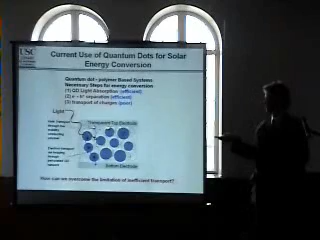 USC
Current Use of Quantum Dots for Solar
Energy Conversion
Quantum dot - polymer Based Systems
Necessary Steps for energy conversion
(1) QD Light Absorption (efficient)
(2) e - h+ separation (efficient)
(3) transport of charges (poor)
Light
Transparent Top Electrode
Bottom Electrode
How can we overcome the limitation of inefficient transport?